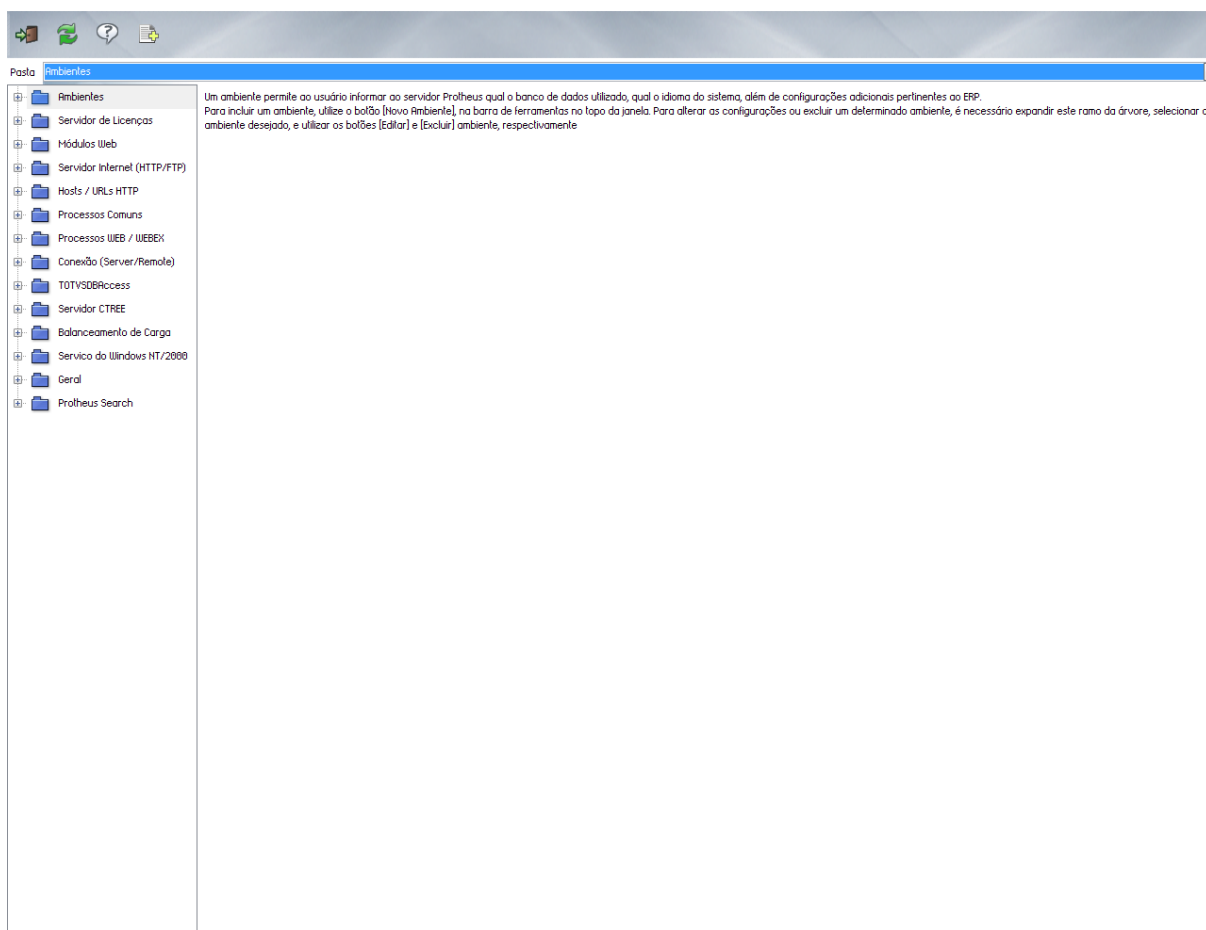 Pasta Ambientes
Ambientes
Servidor de Licenças
Módulos Web
Servidor Internet (HTTP/FTP)
Hosts / URLs HTTP
Processos Comuns
Processos WEB / WEBEX
Conexão (Server/Remote)
TOTVSDBAccess
Servidor CTREE
Balanceamento de Carga
Servico do Windows NT/2000
Geral
Protheus Search
Um ambiente permite ao usuário informar ao servidor Protheus qual o banco de dados utilizado, qual o idioma do sistema, além de configurações adicionais pertinentes ao ERP.
Para incluir um ambiente, utilize o botão [Novo Ambiente], na barra de ferramentas no topo da janela. Para alterar as configurações ou excluir um determinado ambiente, é necessário expandir este ramo da árvore, selecionar o
ambiente desejado, e utilizar os botões [Editar] e [Excluir] ambiente, respectivamente